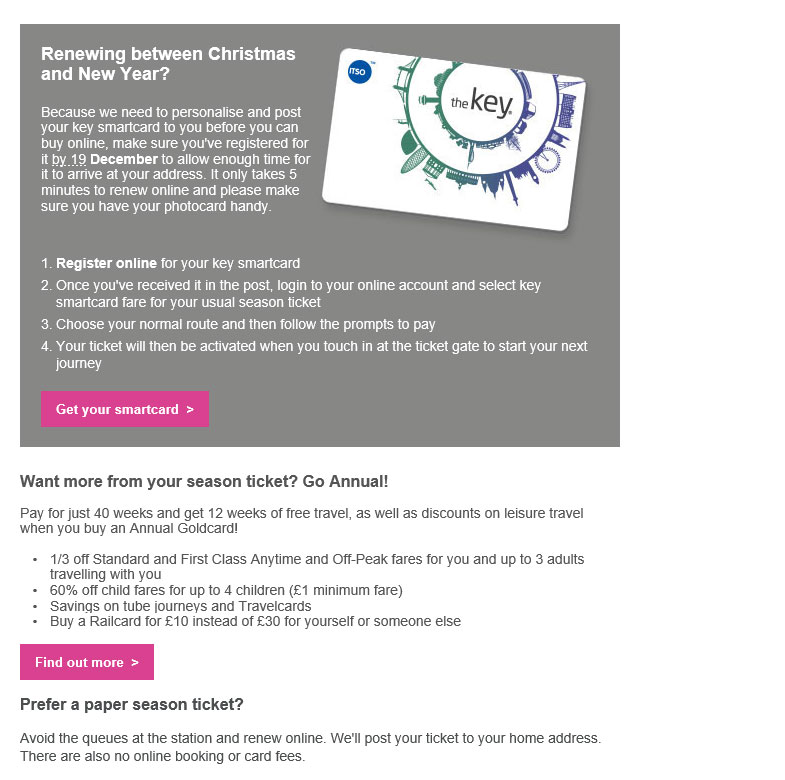 Renewing between Christmas
and New Year?
ITSO
the key
Because we need to personalise and post
your key smartcard to you before you can
buy online, make sure you've registered for
it by 19 December to allow enough time for
it to arrive at your address. It only takes 5
minutes to renew online and please make
sure you have your photocard handy.
1. Register online for your key smartcard
2. Once you've received it in the post, login to your online account and select key
smartcard fare for your usual season ticket
3. Choose your normal route and then follow the prompts to pay
4. Your ticket will then be activated when you touch in at the ticket gate to start your next
journey
Get your smartcard >
Want more from your season ticket? Go Annual!
Pay for just 40 weeks and get 12 weeks of free travel, as well as discounts on leisure travel
when you buy an Annual Goldcard!
• 1/3 off Standard and First Class Anytime and Off-Peak fares for you and up to 3 adults
travelling with you
• 60% off child fares for up to 4 children (£1 minimum fare)
• Savings on tube journeys and Travelcards
• Buy a Railcard for £10 instead of £30 for yourself or someone else
Find out more >
Prefer a paper season ticket?
Avoid the queues at the station and renew online. We'll post your ticket to your home address.
There are also no online booking or card fees.